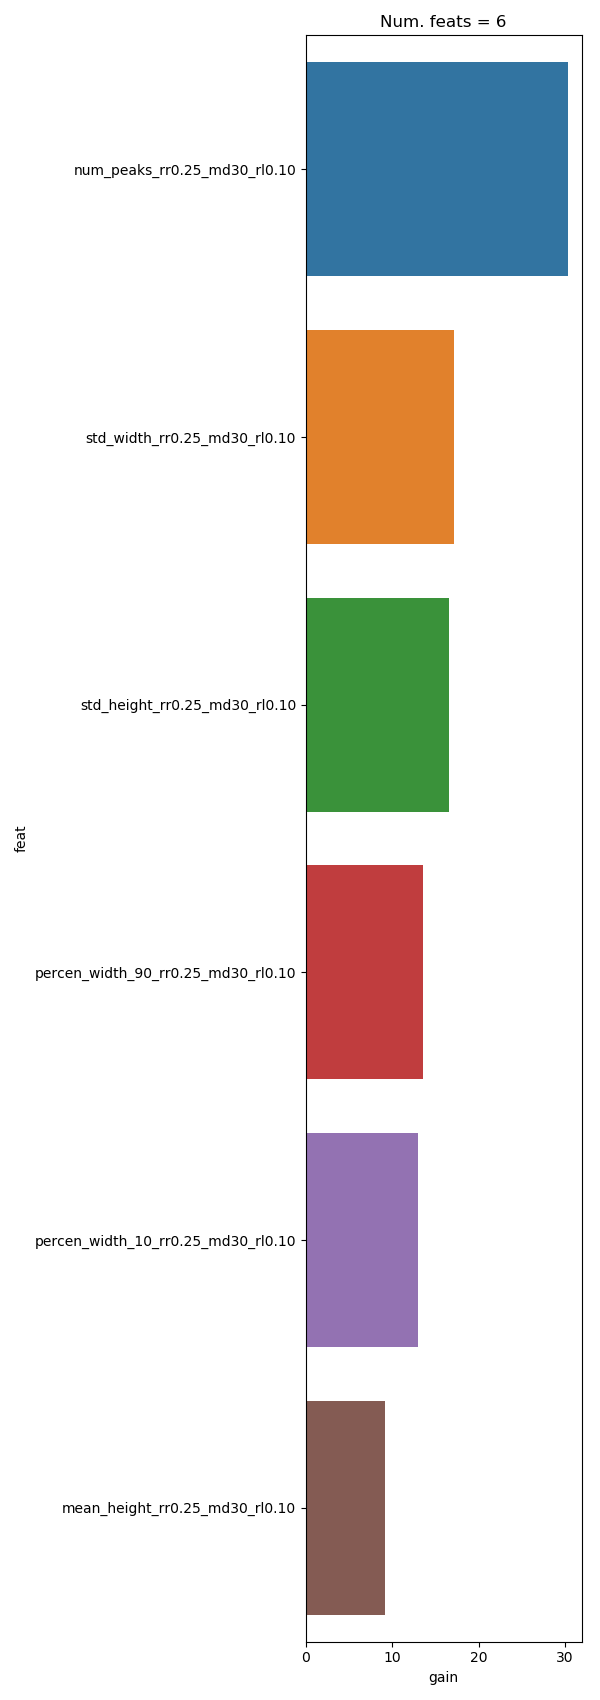 Num. feats = 6
num_peaks_rr0.25_md30_rl0.10
std_width_rr0.25_md30_rl0.10
std_height_rr0.25_md30_rl0.10
feat
percen_width_90_rr0.25_md30_rl0.10
percen_width_10_rr0.25_md30_rl0.10
mean_height_rr0.25_md30_rl0.10
0 10 20 30
gain